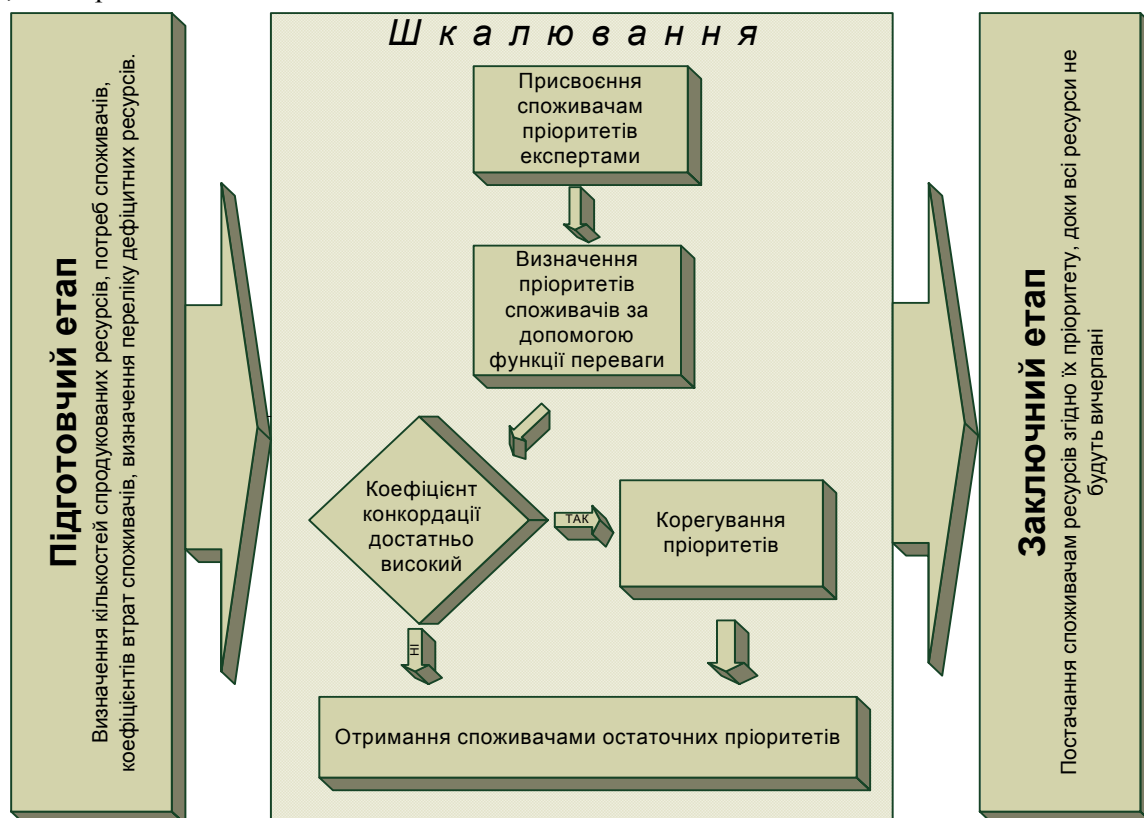 Підготовчий етап
Визначення кількостей спродукованих ресурсів, потреб споживачів,
коефіцієнтів втрат споживачів, визначення переліку дефіцитних ресурсів.
Шкалювання
Присвоєння
споживачам
пріоритетів
експертами
Визначення
пріоритетів
споживачів за
допомогою
функції переваги
Коефіцієнт
конкордації
достатньо
високий
ТАК
Корегування
пріоритетів
НІ
Отримання споживачами остаточних пріоритетів
Заключний етап
Постачання споживачам ресурсів згідно їх пріоритету, доки всі ресурси не
будуть вичерпані